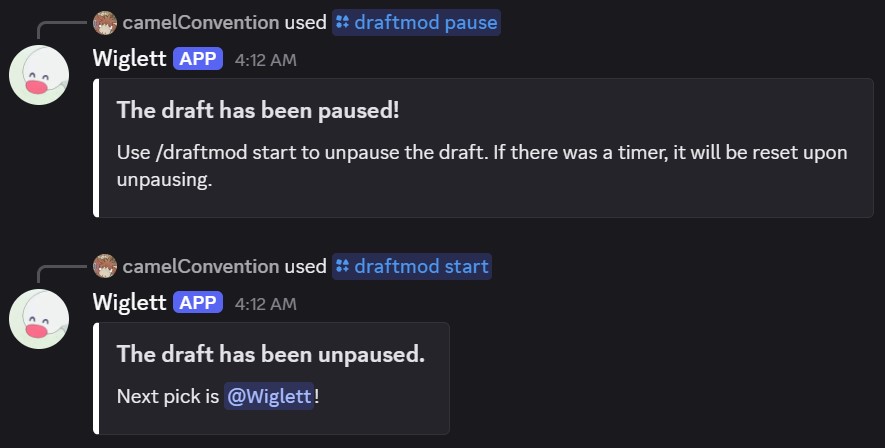 camelConvention used draftmod pause
Wiglett APP 4:12 AM
The draft has been paused!
Use /draftmod start to unpause the draft. If there was a timer, it will be reset upon
unpausing.
camelConvention used draftmod start
Wiglett APP 4:12 AM
The draft has been unpaused.
Next pick is @Wiglett!